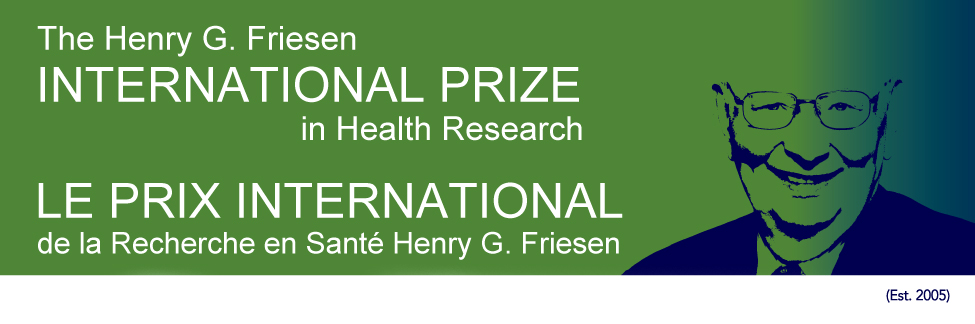 The Henry G. Friesen
INTERNATIONAL PRIZE
in Health Research
LE PRIX INTERNATIONAL
de la Recherche en Santé Henry G. Friesen
(Est. 2005)